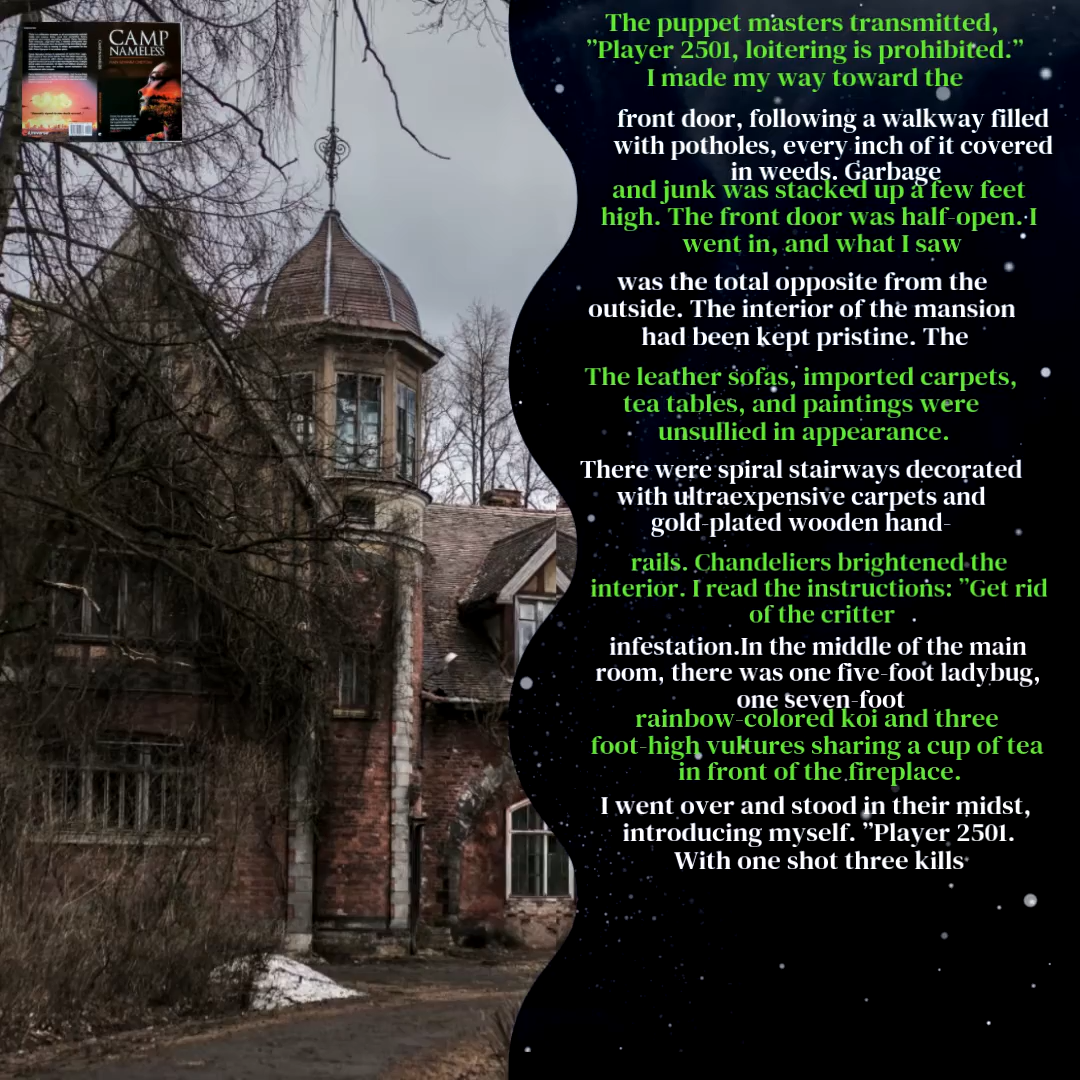 CAMP
NAMELESS
The puppet masters transmitted,
”Player 2501, loitering is prohibited.”
I made my way toward the
front door, following a walkway filled
with potholes, every inch of it covered
in weeds. Garbage
and junk was stacked up a few feet
high. The front door was half-open. I
went in, and what I saw
was the total opposite from the
outside. The interior of the mansion
had been kept pristine. The
The leather sofas, imported carpets,
tea tables, and paintings were
unsullied in appearance.
There were spiral stairways decorated
with ultraexpensive carpets and
gold-plated wooden hand-
rails. Chandeliers brightened the
interior. I read the instructions: ”Get rid
of the critter
infestation.In the middle of the main
room, there was one five-foot ladybug,
one seven-foot
rainbow-colored koi and three
foot-high vultures sharing a cup of tea
in front of the fireplace.
I went over and stood in their midst,
introducing myself. ”Player 2501.
With one shot three kills